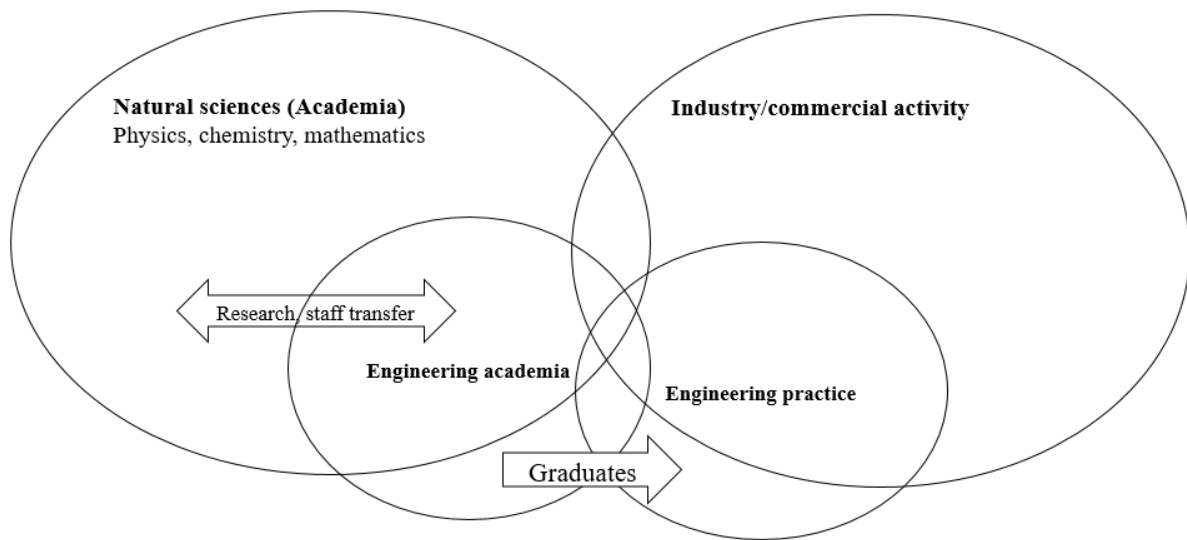 Natural sciences (Academia)
Physics, chemistry, mathematics
Industry/commercial activity
Research, staff transfer
Engineering academia
Engineering practice
Graduates